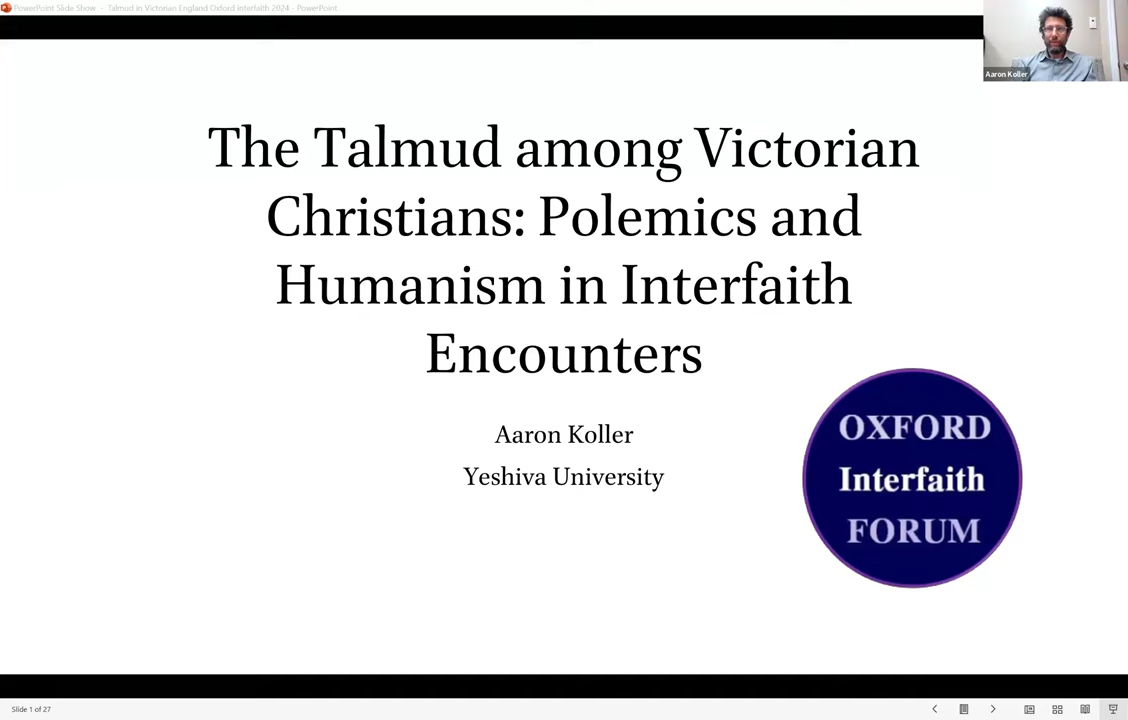 PowerPoint Slide Show - Talmud in Victorian England Oxford Interfaith 2024 - PowerPoint
Aaron Koller
The Talmud among Victorian
Christians: Polemics and
Humanism in Interfaith
Encounters
Aaron Koller
Yeshiva University
OXFORD
Interfaith
FORUM
Slide 1 of 27